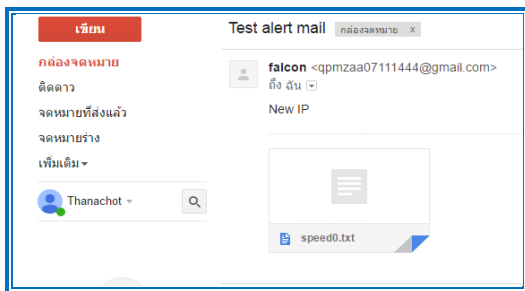 เขียน
กล่องจดหมาย
ติดดาว
จดหมายที่ส่งแล้ว
จดหมายร่าง
เพิ่มเติม
Thanachot
Test alert mail กล่องจดหมาย x
falcon <qpmzaa07111444@gmail.com>
ถึง ฉัน
New IP
speed0.txt